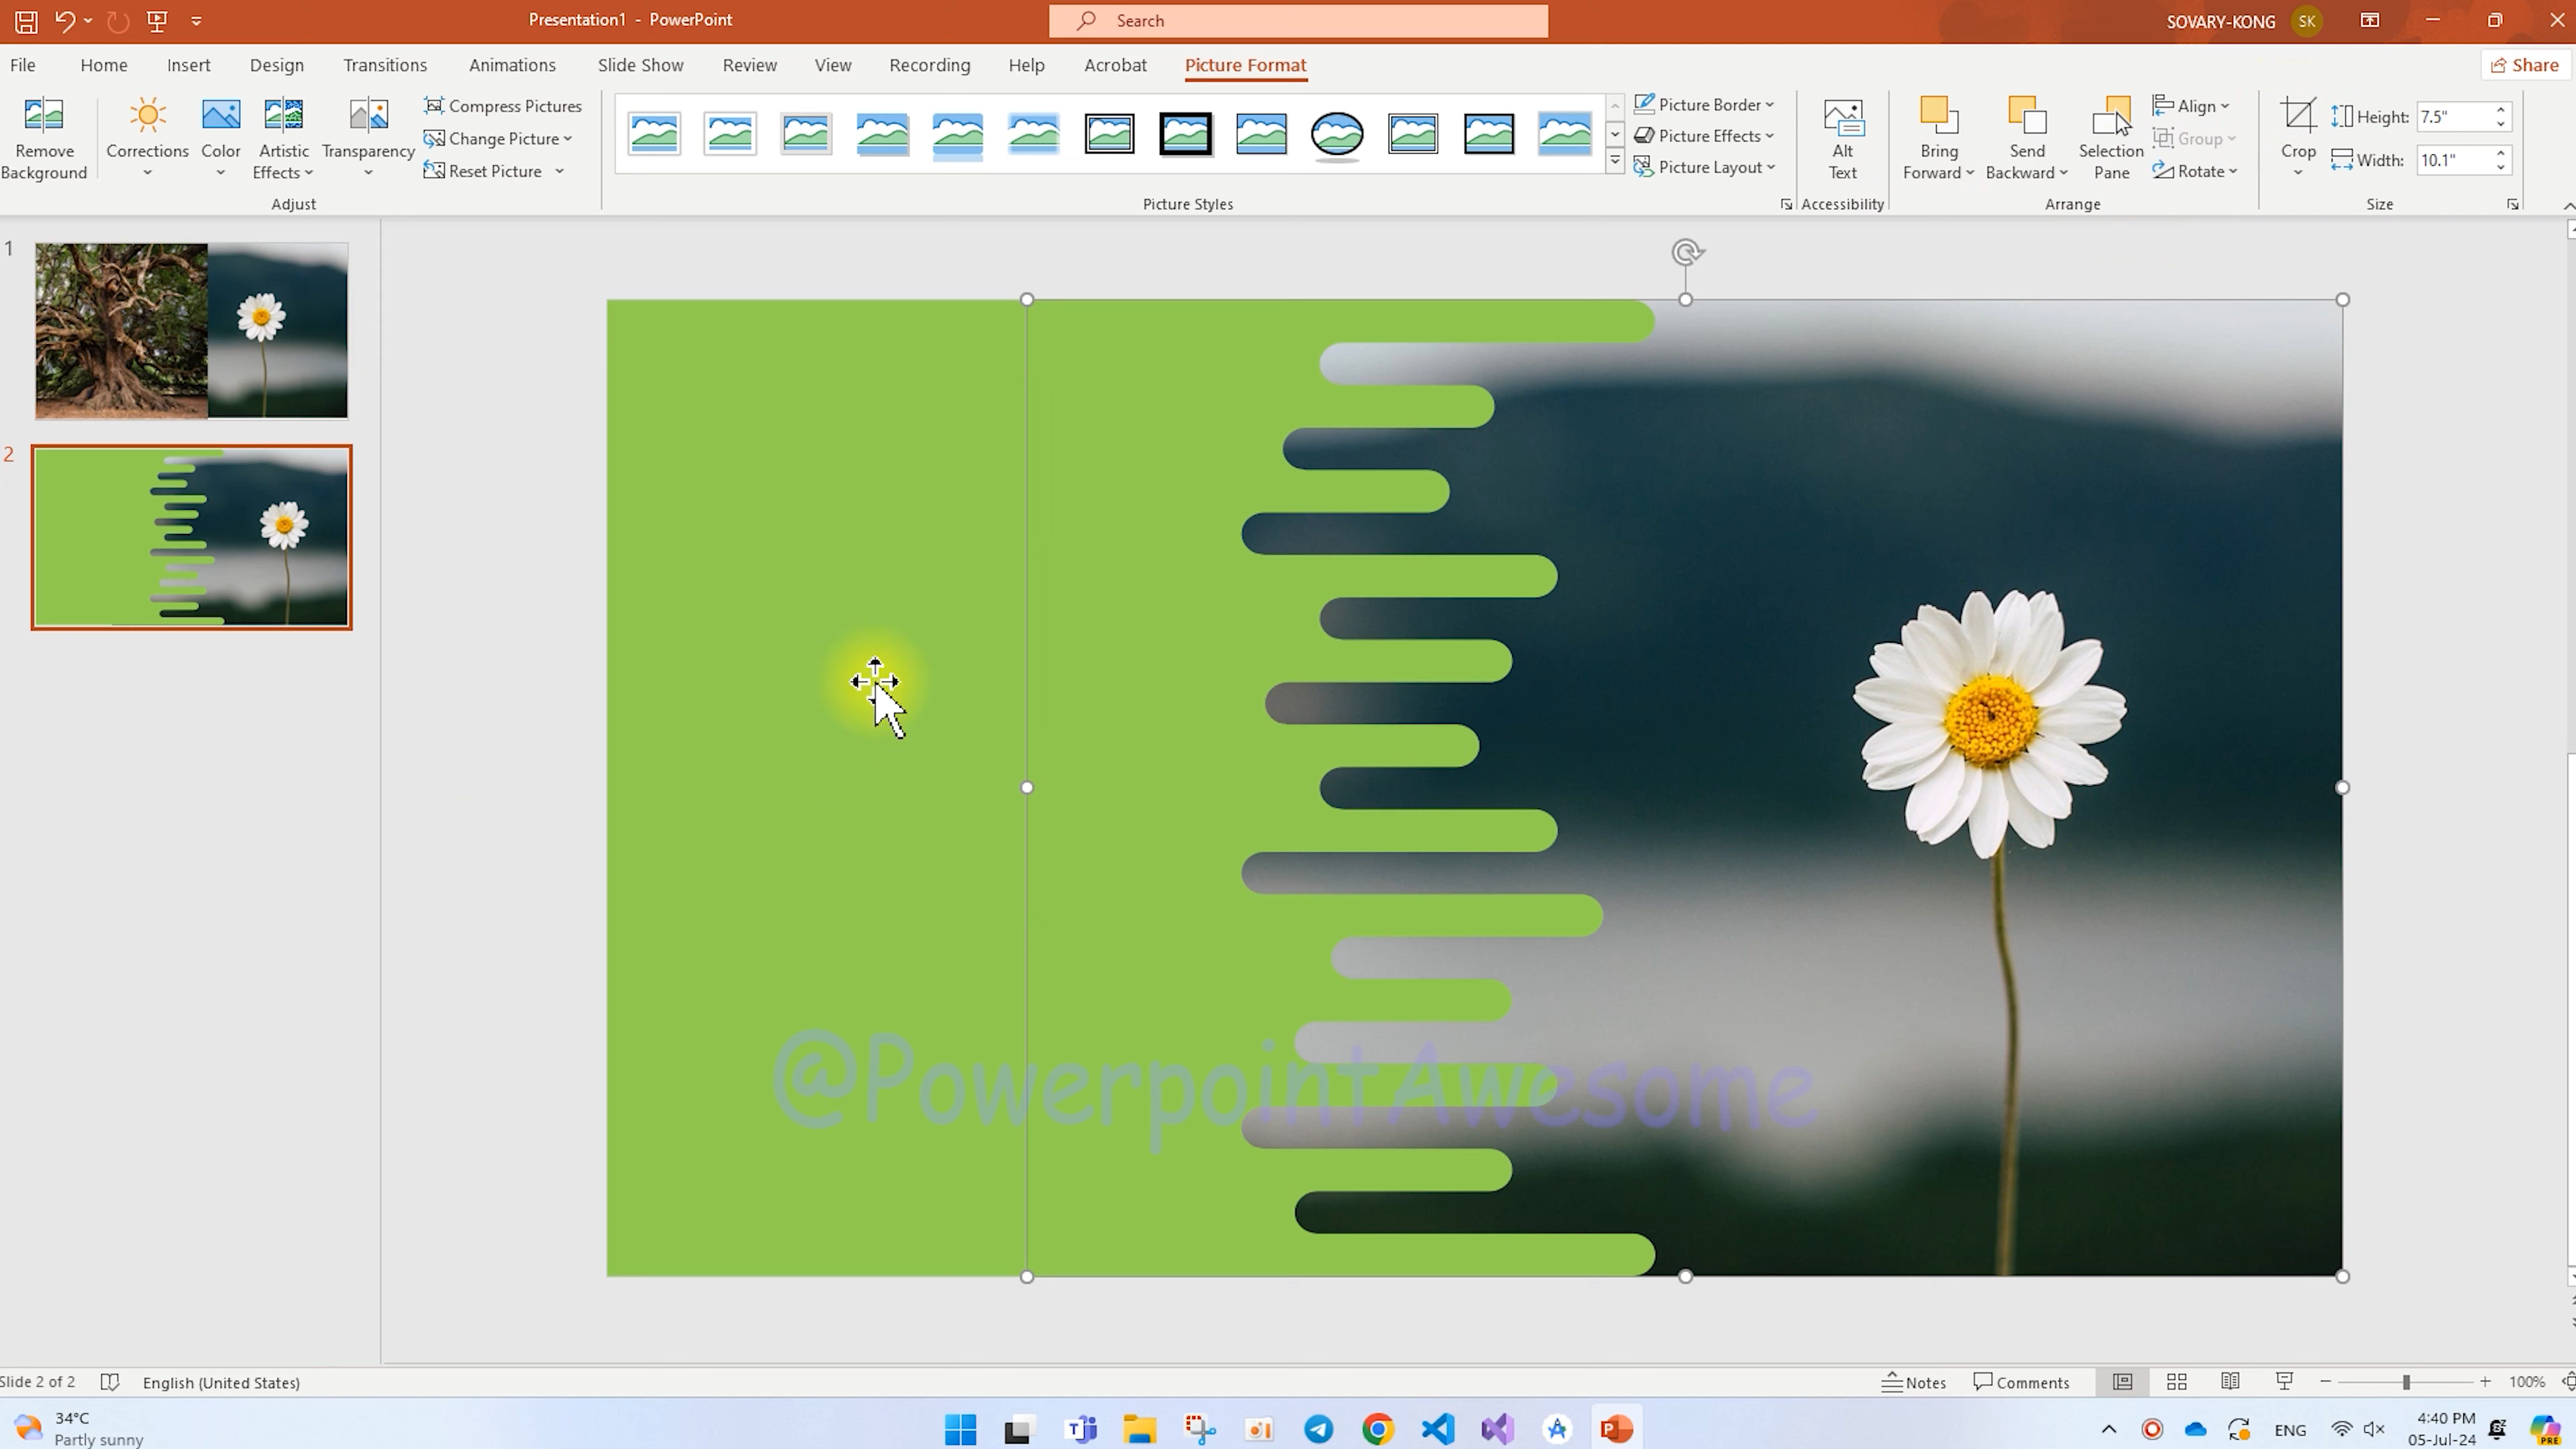 Presentation1 - PowerPoint
Search
SOVARY-KONG
SK
File
Home
Insert
Design
Transitions
Animations
Slide Show
Review
View
Recording
Help
Acrobat
Picture Format
Share
Remove Background
Corrections
Color
Artistic Effects
Transparency
Compress Pictures
Change Picture
Reset Picture
Adjust
Picture Styles
Picture Border
Picture Effects
Picture Layout
Alt Text
Accessibility
Bring Forward
Send Backward
Selection Pane
Align
Group
Rotate
Arrange
Crop
Height: 7.5"
Width: 10.1"
Size
1
2
@PowerpointAwesome
Slide 2 of 2
English (United States)
Notes
Comments
100%
34°C
Partly sunny
ENG
4:40 PM
05-Jul-24
PRE